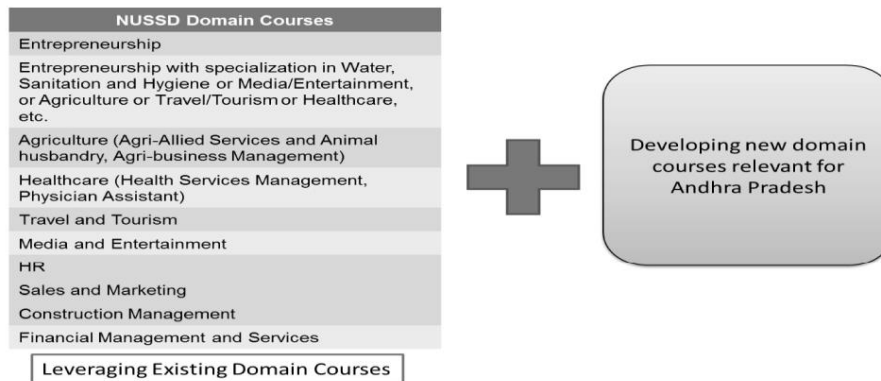 NUSSD Domain Courses
Entrepreneurship
Entrepreneurship with specialization in Water,
Sanitation and Hygiene or Media/Entertainment,
or Agriculture or Travel/Tourism or Healthcare,
etc.
Agriculture (Agri-Allied Services and Animal
husbandry, Agri-business Management)
Healthcare (Health Services Management,
Physician Assistant)
Travel and Tourism
Media and Entertainment
HR
Sales and Marketing
Construction Management
Financial Management and Services
Leveraging Existing Domain Courses
Developing new domain
courses relevant for
Andhra Pradesh